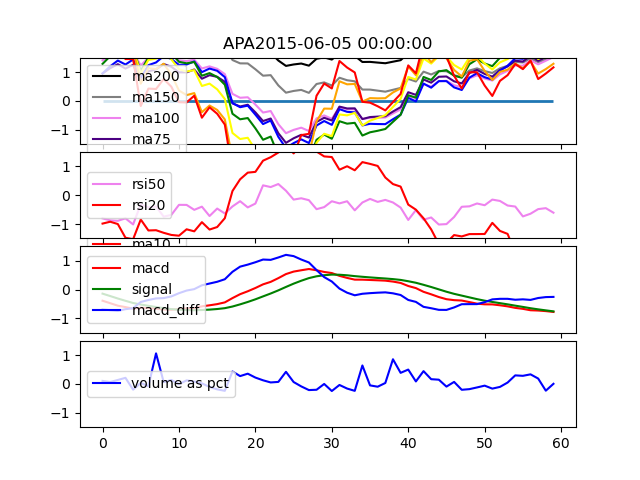 APA2015-06-05 00:00:00
1
0
−1
ma200
ma150
ma100
ma75
1
0
−1
rsi50
rsi20
ma10
1
0
−1
macd
signal
macd_diff
1
0
−1
volume as pct
0 10 20 30 40 50 60